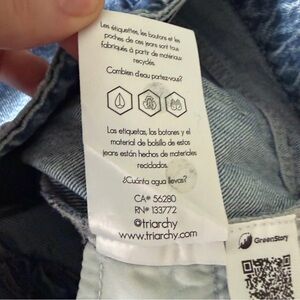 Les étiquettes, les boutons et les
poches de ces jeans sont tous
fabriqués à partir de matériaux
recyclés.
Combien d'eau portez-vous?
Las etiquetas, los botones y el
material de bolsillo de estos
jeans están hechos de materiales
reciclados.
¿Cuánta agua llevas?
CA# 56280
RN# 133772
@triarchy
www.triarchy.com
GreenStory